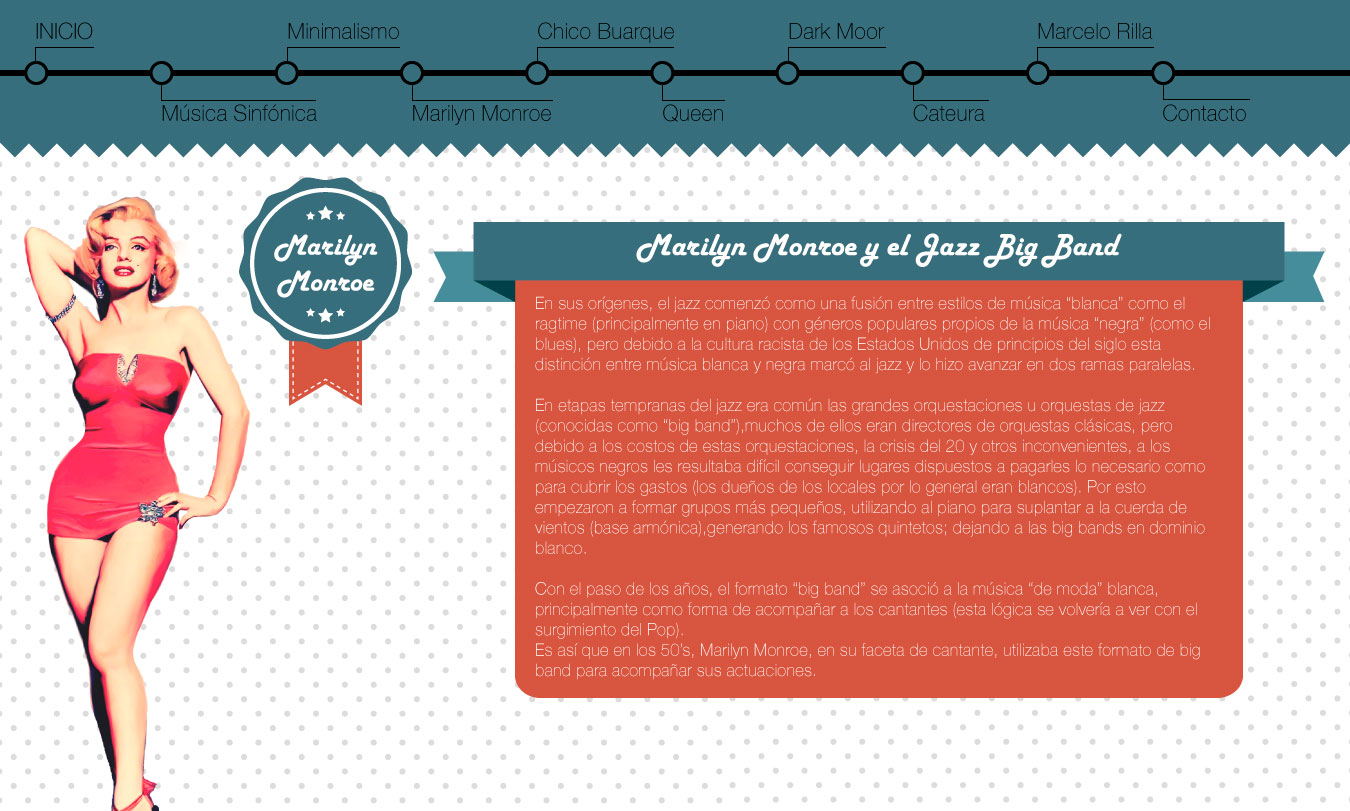 INICIO
Minimalismo
Chico Buarque
Dark Moor
Marcelo Rilla
Música Sinfónica
Marilyn Monroe
Queen
Cateura
Contacto
Marilyn
Monroe
Marilyn Monroe y el Jazz Big Band
En sus orígenes, el jazz comenzó como una fusión entre estilos de música “blanca” como el
ragtime (principalmente en piano) con géneros populares propios de la música “negra” (como el
blues), pero debido a la cultura racista de los Estados Unidos de principios del siglo esta
distinción entre música blanca y negra marcó al jazz y lo hizo avanzar en dos ramas paralelas.
En etapas tempranas del jazz era común las grandes orquestaciones u orquestas de jazz
(conocidas como “big band”),muchos de ellos eran directores de orquestas clásicas, pero
debido a los costos de estas orquestaciones, la crisis del 20 y otros inconvenientes, a los
músicos negros les resultaba difícil conseguir lugares dispuestos a pagarles lo necesario como
para cubrir los gastos (los dueños de los locales por lo general eran blancos). Por esto
empezaron a formar grupos más pequeños, utilizando al piano para suplantar a la cuerda de
vientos (base armónica),generando los famosos quintetos; dejando a las big bands en dominio
blanco.
Con el paso de los años, el formato “big band” se asoció a la música “de moda” blanca,
principalmente como forma de acompañar a los cantantes (esta lógica se volvería a ver con el
surgimiento del Pop).
Es así que en los 50’s, Marilyn Monroe, en su faceta de cantante, utilizaba este formato de big
band para acompañar sus actuaciones.